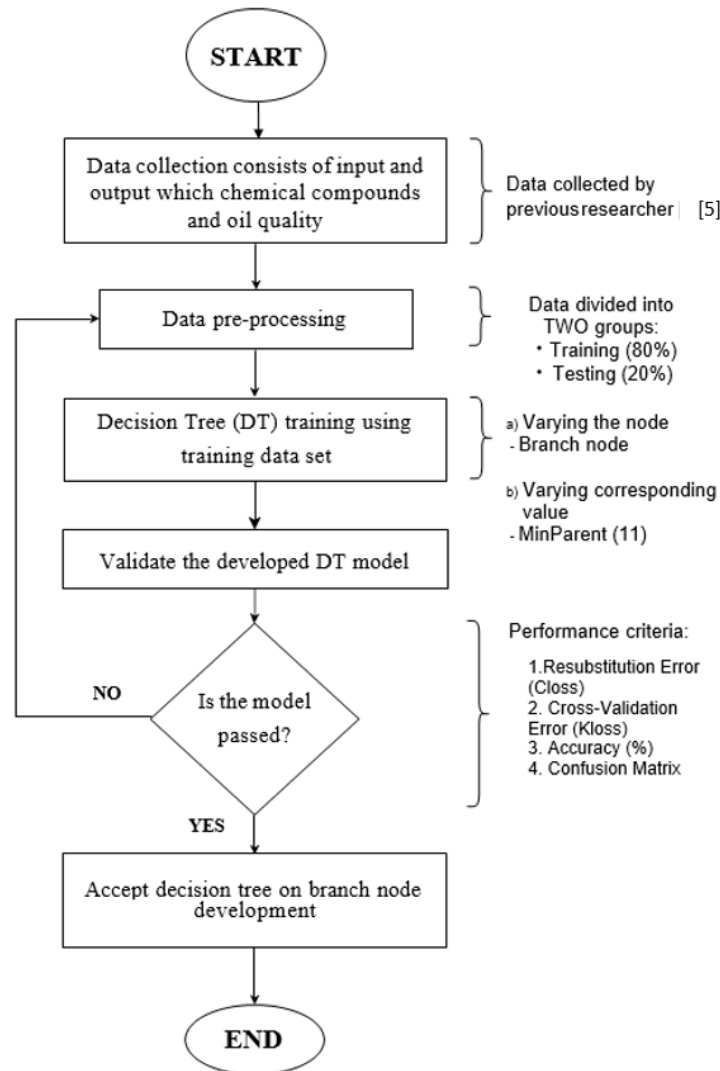 START
Data collection consists of input and
output which chemical compounds
and oil quality
Data collected by
previous researcher [5]
Data pre-processing
Data divided into
TWO groups:
• Training (80%)
• Testing (20%)
Decision Tree (DT) training using
training data set
a) Varying the node
- Branch node
b) Varying corresponding
value
- MinParent (11)
Validate the developed DT model
Is the model
passed?
NO
YES
Performance criteria:
1.Resubstitution Error
(Closs)
2. Cross-Validation
Error (Kloss)
3. Accuracy (%)
4. Confusion Matrix
Accept decision tree on branch node
development
END